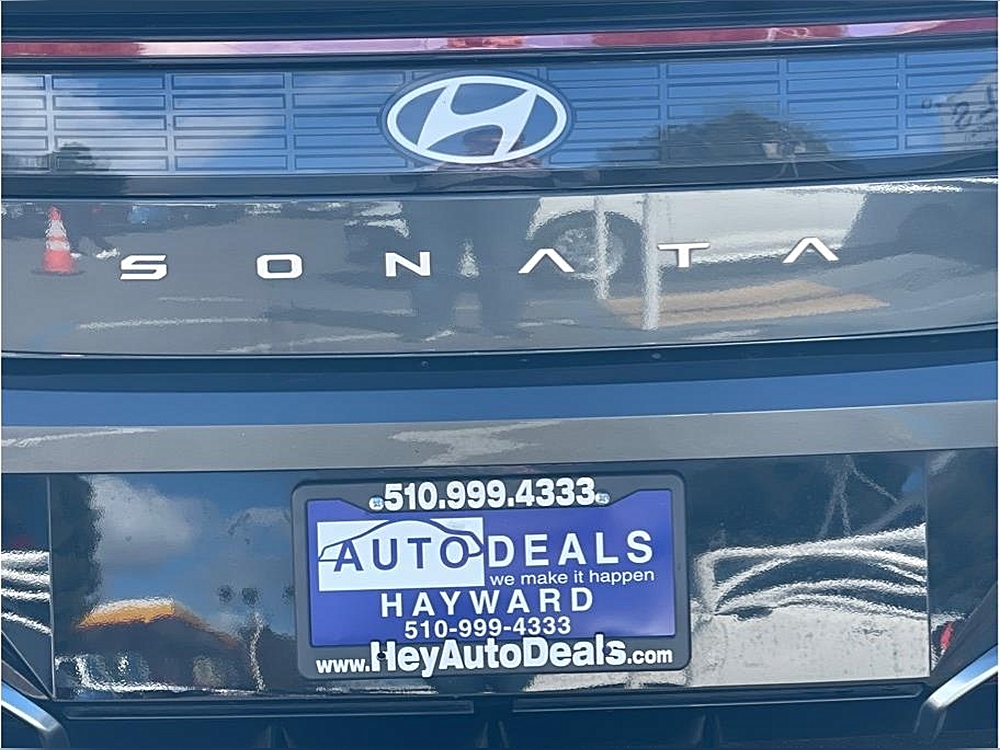 SONATA
510.999.4333
AUTO DEALS
we make it happen
HAYWARD
510-999-4333
www.HeyAutoDeals.com